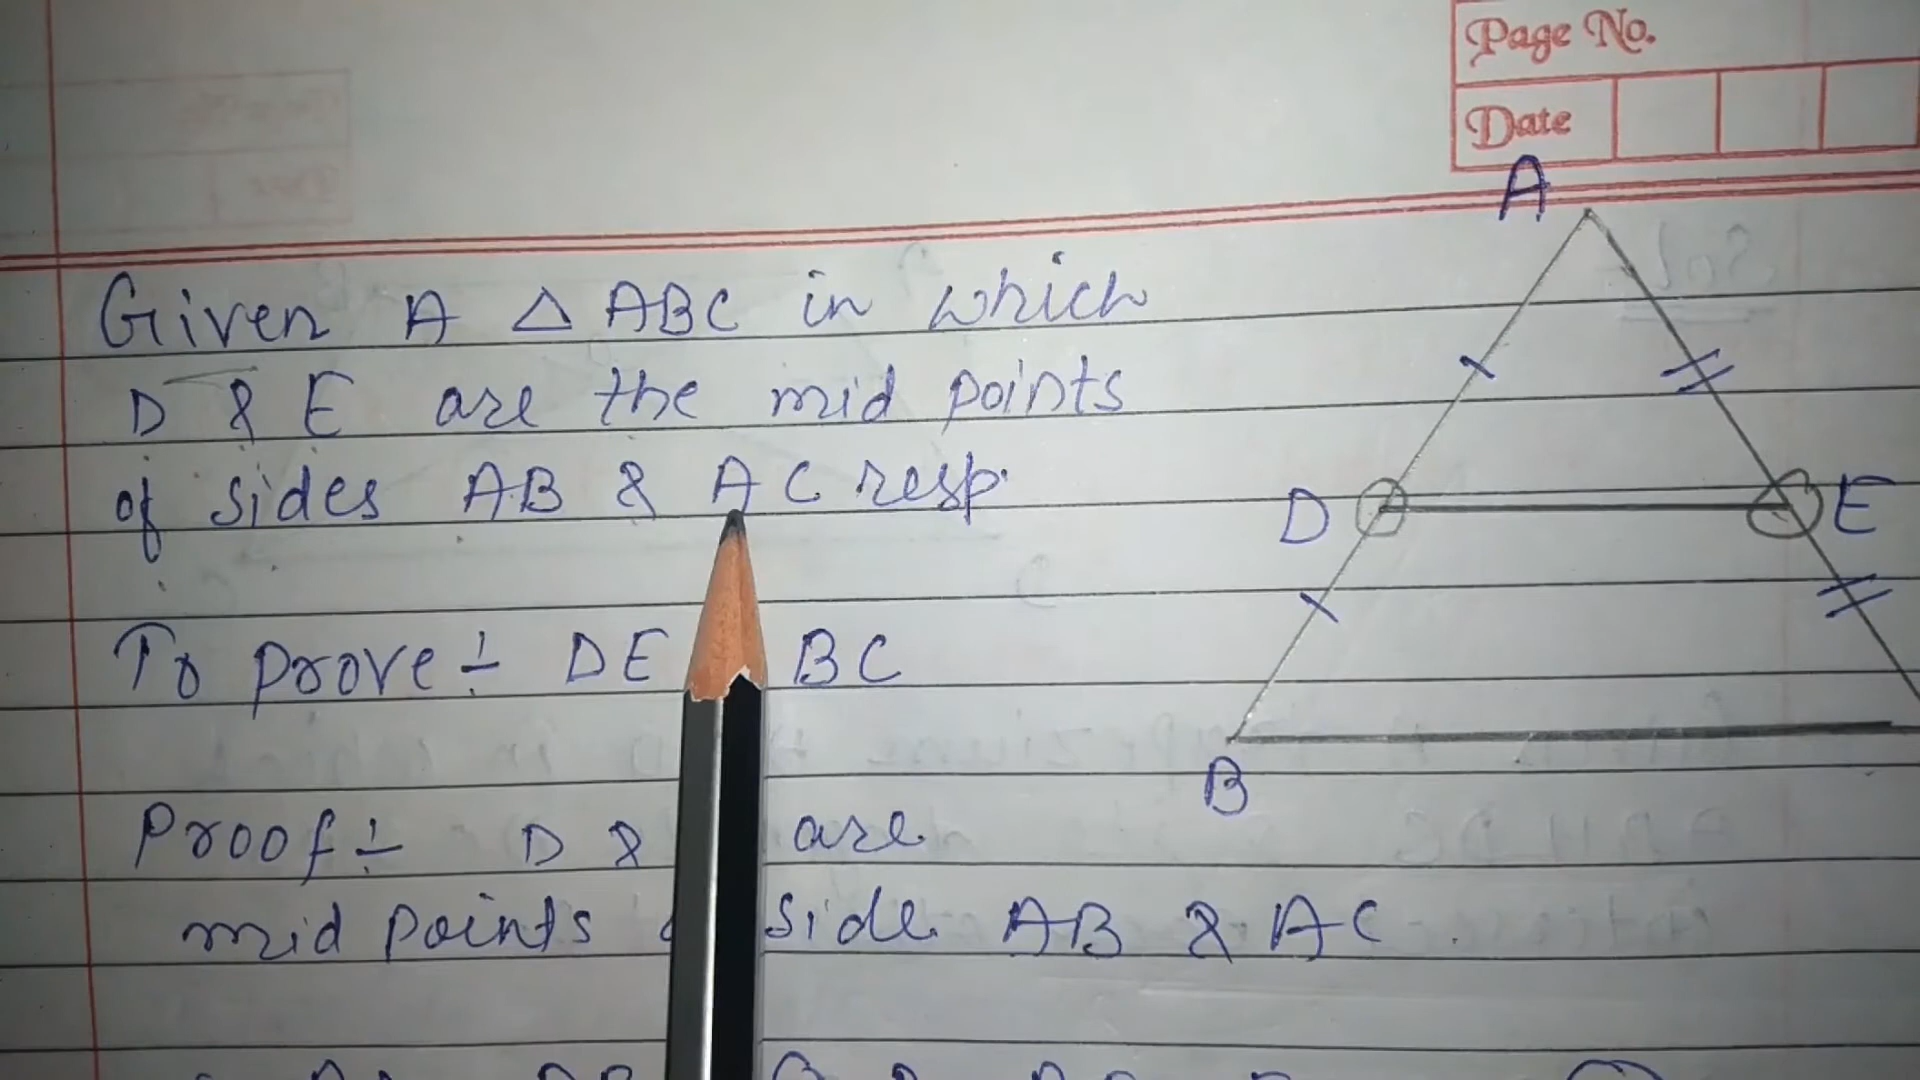 Page No.
Date
A
Given A △ ABC in which
D & E are the mid points
of sides AB & AC resp.
D E
To prove :- DE BC
B
Proof :- D & are
mid points side AB & AC